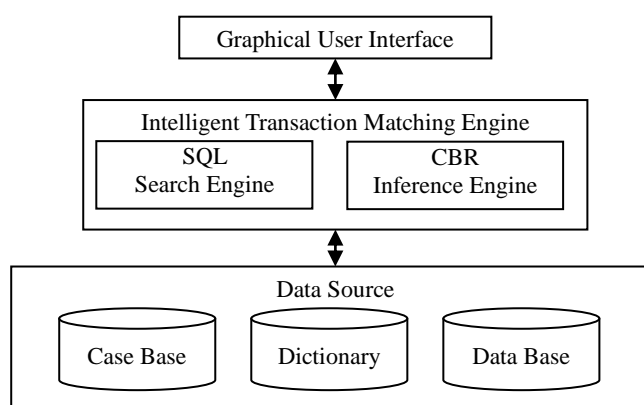 Graphical User Interface
Intelligent Transaction Matching Engine
SQL
Search Engine
CBR
Inference Engine
Data Source
Case Base
Dictionary
Data Base